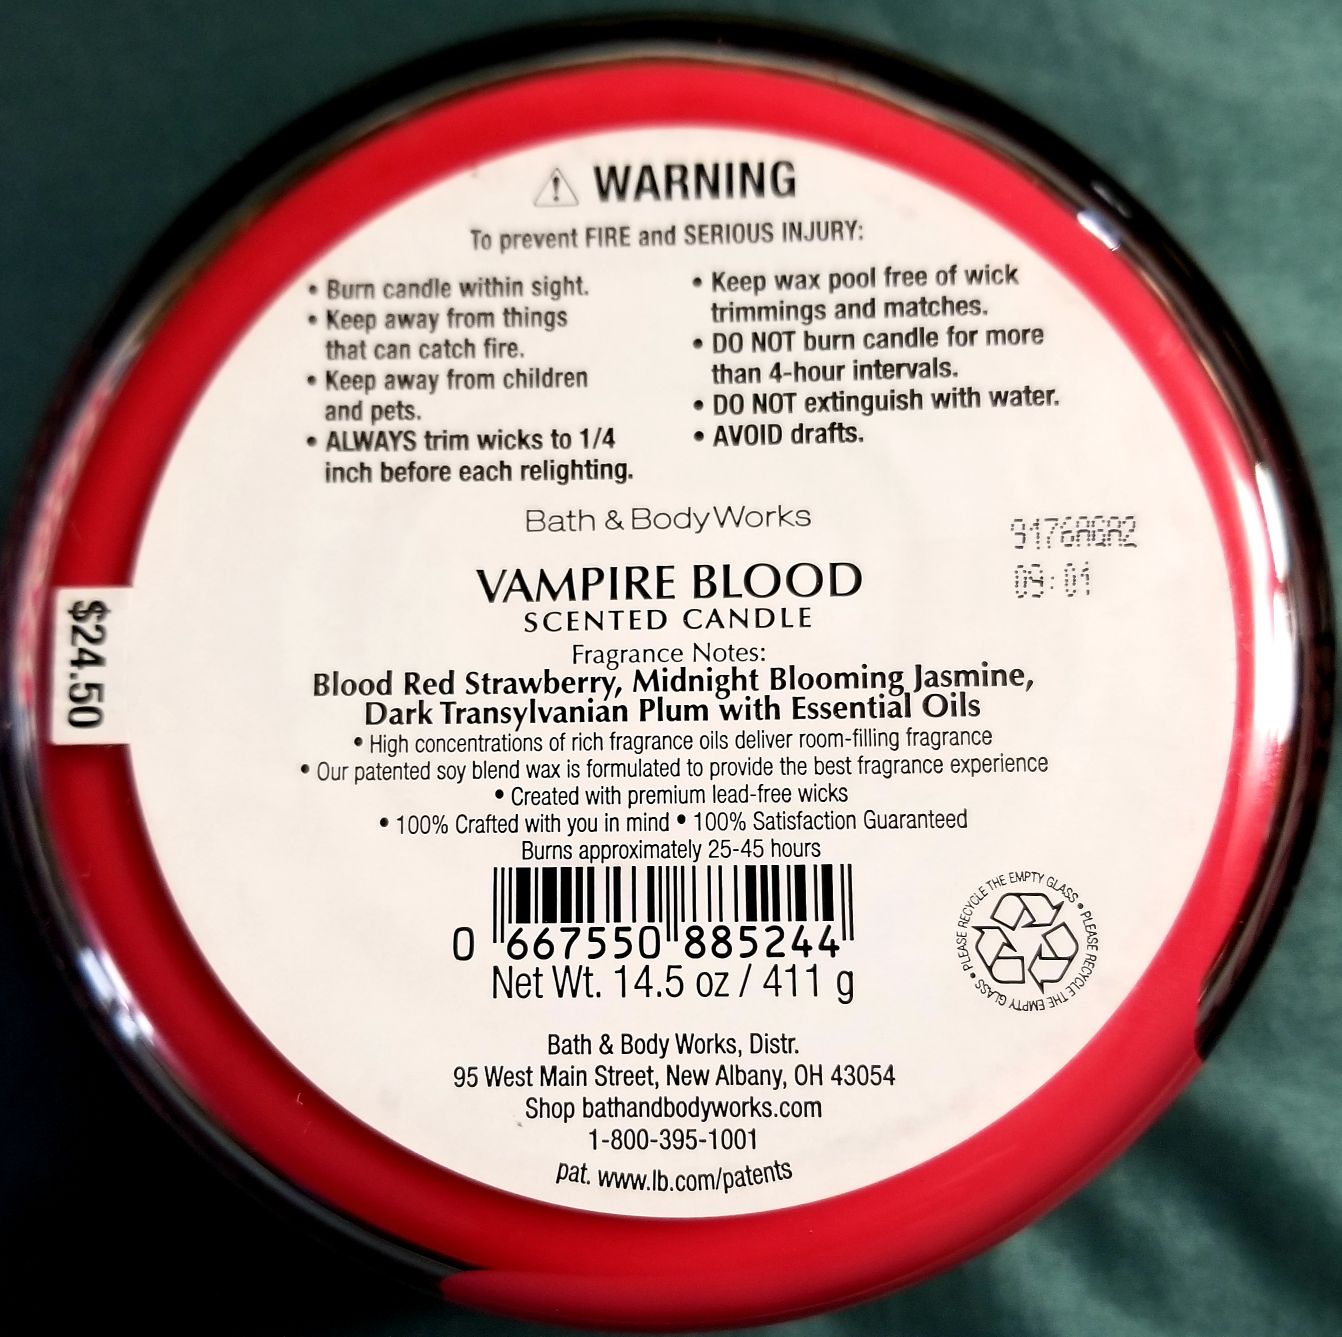 WARNING
To prevent FIRE and SERIOUS INJURY:
• Burn candle within sight.
• Keep away from things
that can catch fire.
• Keep away from children
and pets.
• ALWAYS trim wicks to 1/4
inch before each relighting.
• Keep wax pool free of wick
trimmings and matches.
• DO NOT burn candle for more
than 4-hour intervals.
• DO NOT extinguish with water.
• AVOID drafts.
Bath & Body Works
09:01
VAMPIRE BLOOD
SCENTED CANDLE
$24.50
Fragrance Notes:
Blood Red Strawberry, Midnight Blooming Jasmine,
Dark Transylvanian Plum with Essential Oils
• High concentrations of rich fragrance oils deliver room-filling fragrance
• Our patented soy blend wax is formulated to provide the best fragrance experience
• Created with premium lead-free wicks
• 100% Crafted with you in mind • 100% Satisfaction Guaranteed
Burns approximately 25-45 hours
0 667550 885244
Net Wt. 14.5 oz / 411 g
PLEASE RECYCLE THE EMPTY GLASS • PLEASE RECYCLE THE EMPTY GLASS •
Bath & Body Works, Distr.
95 West Main Street, New Albany, OH 43054
Shop bathandbodyworks.com
1-800-395-1001
pat. www.lb.com/patents